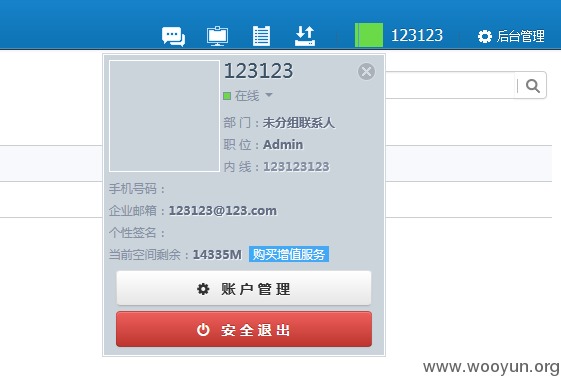 123123 后台管理
123123
在线
部 门：未分组联系人
职 位：Admin
内 线：123123123
手机号码：
企业邮箱：123123@123.com
个性签名：
当前空间剩余：14335M 购买增值服务
账户管理
安全退出
www.wooyun.org